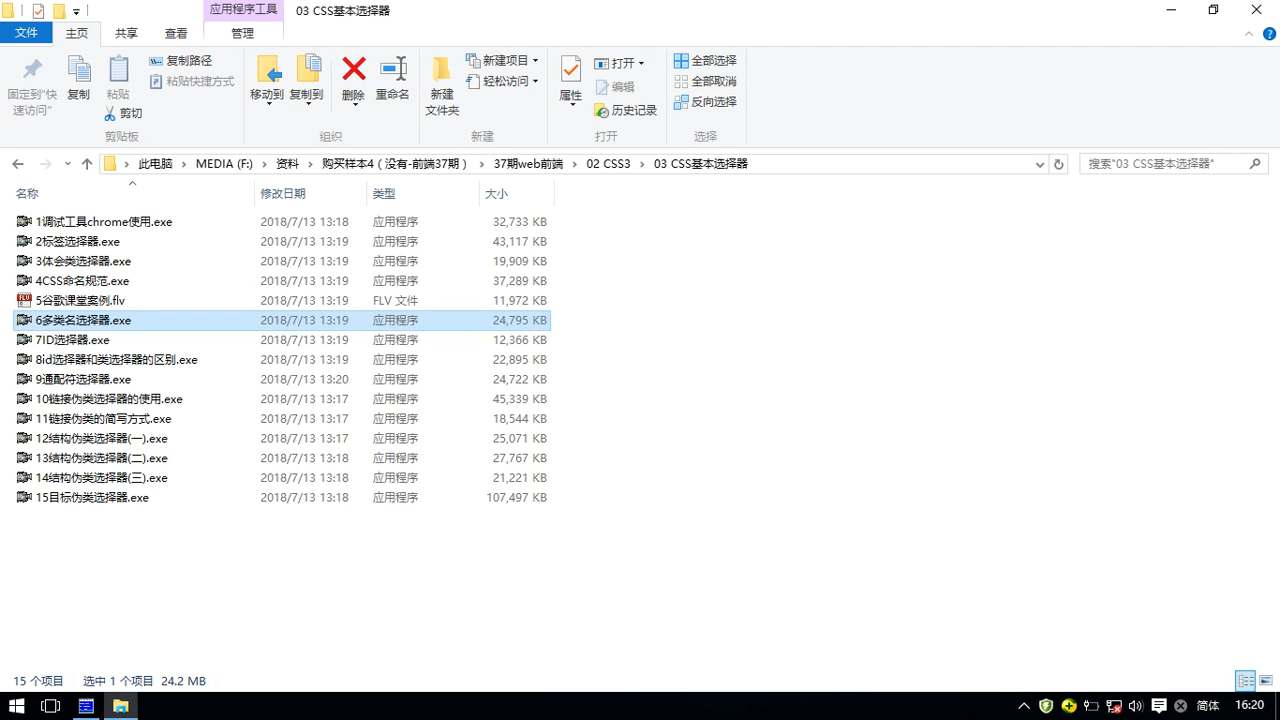 应用程序工具
03 CSS基本选择器
文件
主页
共享
查看
管理
固定到"快速访问"
复制
粘贴
复制路径
粘贴快捷方式
剪切
剪贴板
移动到
复制到
删除
重命名
组织
新建
文件夹
新建项目
轻松访问
新建
属性
打开
编辑
历史记录
打开
全部选择
全部取消
反向选择
选择
此电脑 MEDIA (F:) 资料 购买样本4（没有-前端37期） 37期web前端 02 CSS3 03 CSS基本选择器
搜索"03 CSS基本选择器"
名称 修改日期 类型 大小
1调试工具chrome使用.exe 2018/7/13 13:18 应用程序 32,733 KB
2标签选择器.exe 2018/7/13 13:19 应用程序 43,117 KB
3体会类选择器.exe 2018/7/13 13:19 应用程序 19,909 KB
4CSS命名规范.exe 2018/7/13 13:19 应用程序 37,289 KB
5谷歌课堂案例.flv 2018/7/13 13:19 FLV 文件 11,972 KB
6多类名选择器.exe 2018/7/13 13:19 应用程序 24,795 KB
7ID选择器.exe 2018/7/13 13:19 应用程序 12,366 KB
8id选择器和类选择器的区别.exe 2018/7/13 13:19 应用程序 22,895 KB
9通配符选择器.exe 2018/7/13 13:20 应用程序 24,722 KB
10链接伪类选择器的使用.exe 2018/7/13 13:17 应用程序 45,339 KB
11链接伪类的简写方式.exe 2018/7/13 13:17 应用程序 18,544 KB
12结构伪类选择器(一).exe 2018/7/13 13:17 应用程序 25,071 KB
13结构伪类选择器(二).exe 2018/7/13 13:18 应用程序 27,767 KB
14结构伪类选择器(三).exe 2018/7/13 13:18 应用程序 21,221 KB
15目标伪类选择器.exe 2018/7/13 13:18 应用程序 107,497 KB
15 个项目 选中 1 个项目 24.2 MB
简体 16:20